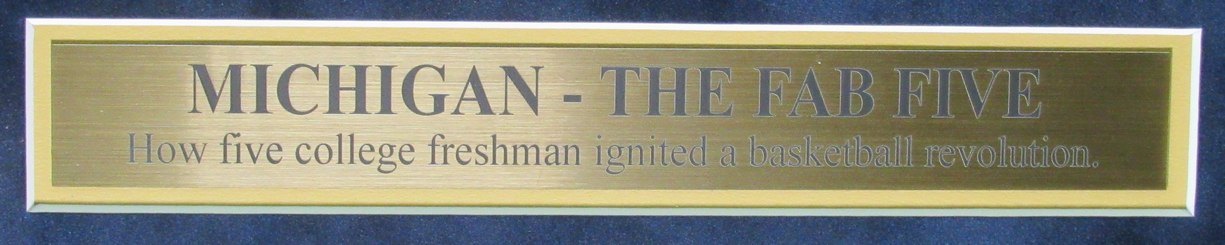 MICHIGAN - THE FAB FIVE
How five college freshman ignited a basketball revolution.